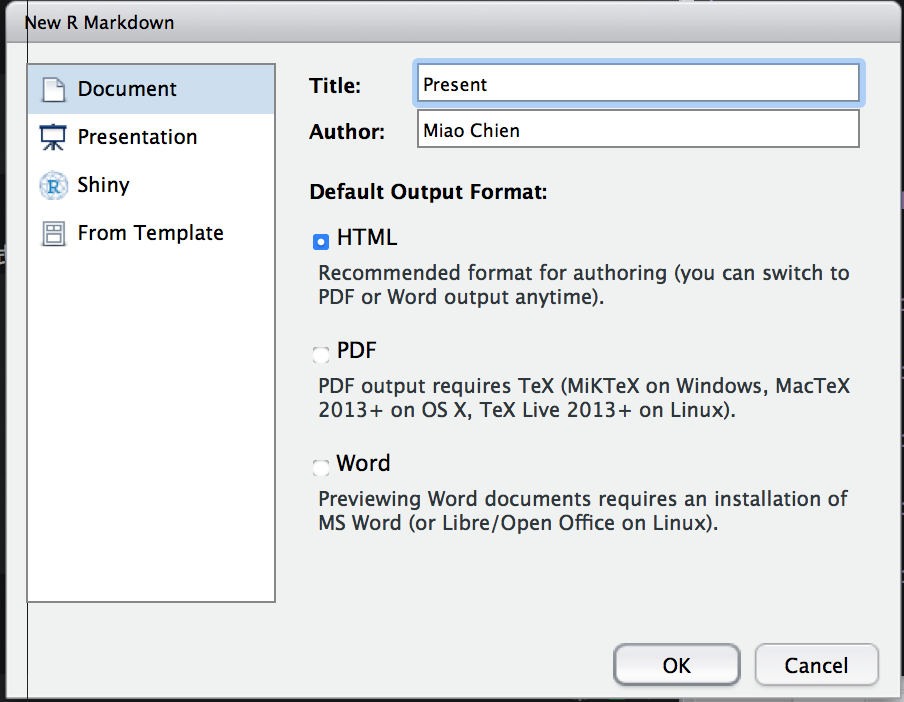 New R Markdown
Document
Presentation
Shiny
From Template
Title:
Present
Author:
Miao Chien
Default Output Format:
HTML
Recommended format for authoring (you can switch to
PDF or Word output anytime).
PDF
PDF output requires TeX (MiKTeX on Windows, MacTeX
2013+ on OS X, TeX Live 2013+ on Linux).
Word
Previewing Word documents requires an installation of
MS Word (or Libre/Open Office on Linux).
OK
Cancel